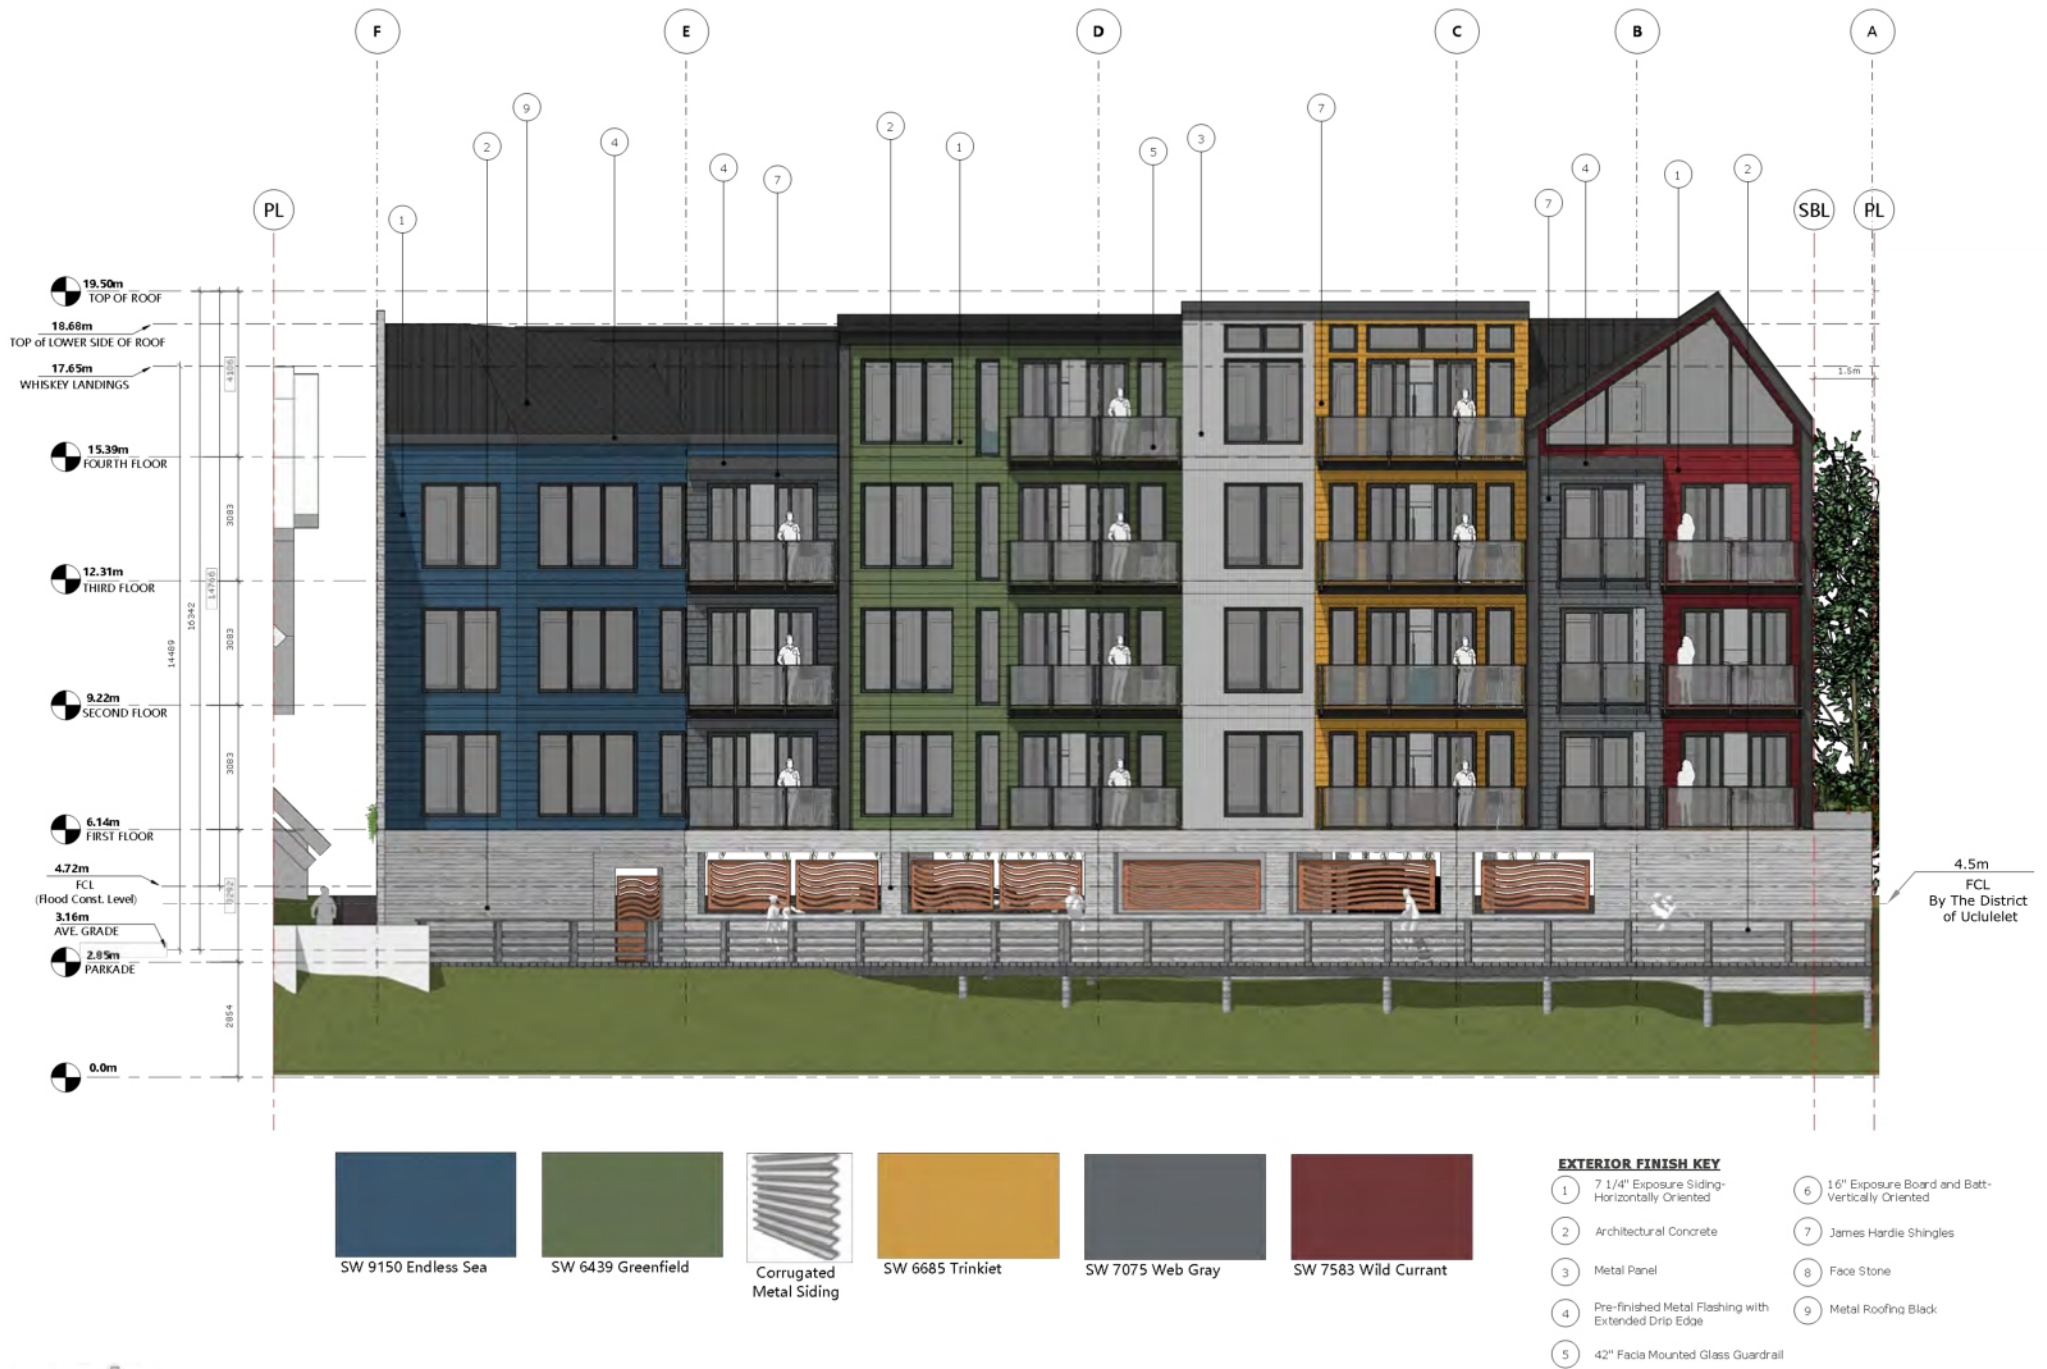 F E D C B A
9
7
2 4 2 1 5 3
4 7 4 1 2
7
1
PL SBL PL
19.50m
TOP OF ROOF
18.68m
TOP of LOWER SIDE OF ROOF
17.65m
WHISKEY LANDINGS
4106
1.5m
15.39m
FOURTH FLOOR
3083
12.31m
THIRD FLOOR
14766
16342
14489
3083
9.22m
SECOND FLOOR
3083
6.14m
FIRST FLOOR
4.72m
FCL
(Flood Const. Level)
3292
3.16m
AVE. GRADE
2.85m
PARKADE
2854
0.0m
4.5m
FCL
By The District
of Ucluelet
SW 9150 Endless Sea
SW 6439 Greenfield
Corrugated
Metal Siding
SW 6685 Trinkiet
SW 7075 Web Gray
SW 7583 Wild Currant
EXTERIOR FINISH KEY
1 7 1/4" Exposure Siding-
Horizontally Oriented
2 Architectural Concrete
3 Metal Panel
4 Pre-finished Metal Flashing with
Extended Drip Edge
5 42" Facia Mounted Glass Guardrail
6 16" Exposure Board and Batt-
Vertically Oriented
7 James Hardie Shingles
8 Face Stone
9 Metal Roofing Black